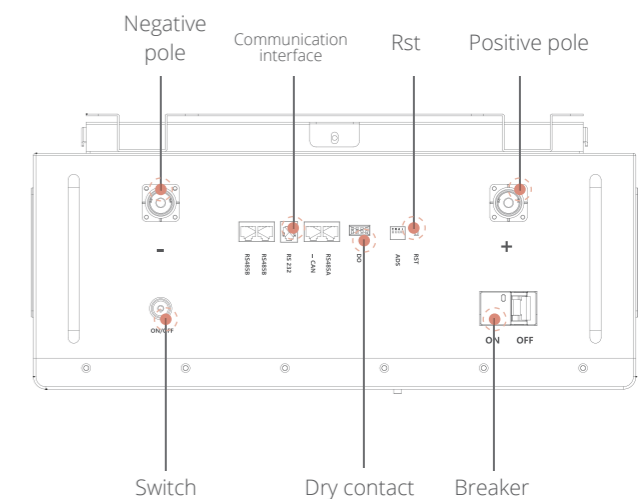 Negative
pole
Communication
interface
Rst
Positive pole
-
+
RS485B
RS485B
RS 232
CAN
RS485A
DO
ADS
RST
ON/OFF
ON OFF
Switch
Dry contact
Breaker